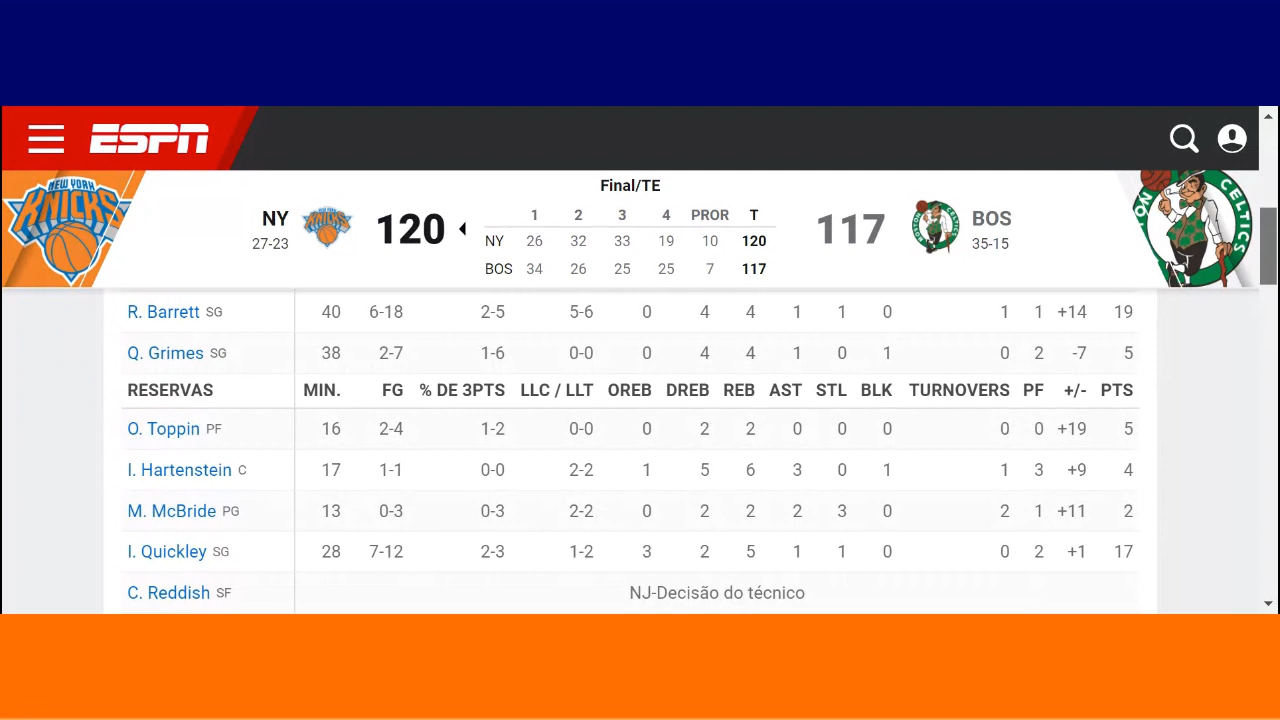 ESPN
NEW YORK
KNICKS
Final/TE
NY
27-23
NEW YORK
KNICKS
120
1 2 3 4 PROR T
NY 26 32 33 19 10 120
BOS 34 26 25 25 7 117
117
BOS
35-15
CELTICS
R. Barrett SG 40 6-18 2-5 5-6 0 4 4 1 1 0 1 1 +14 19
Q. Grimes SG 38 2-7 1-6 0-0 0 4 4 1 0 1 0 2 -7 5
RESERVAS MIN. FG % DE 3PTS LLC / LLT OREB DREB REB AST STL BLK TURNOVERS PF +/- PTS
O. Toppin PF 16 2-4 1-2 0-0 0 2 2 0 0 0 0 0 +19 5
I. Hartenstein C 17 1-1 0-0 2-2 1 5 6 3 0 1 1 3 +9 4
M. McBride PG 13 0-3 0-3 2-2 0 2 2 2 3 0 2 1 +11 2
I. Quickley SG 28 7-12 2-3 1-2 3 2 5 1 1 0 0 2 +1 17
C. Reddish SF NJ-Decisão do técnico